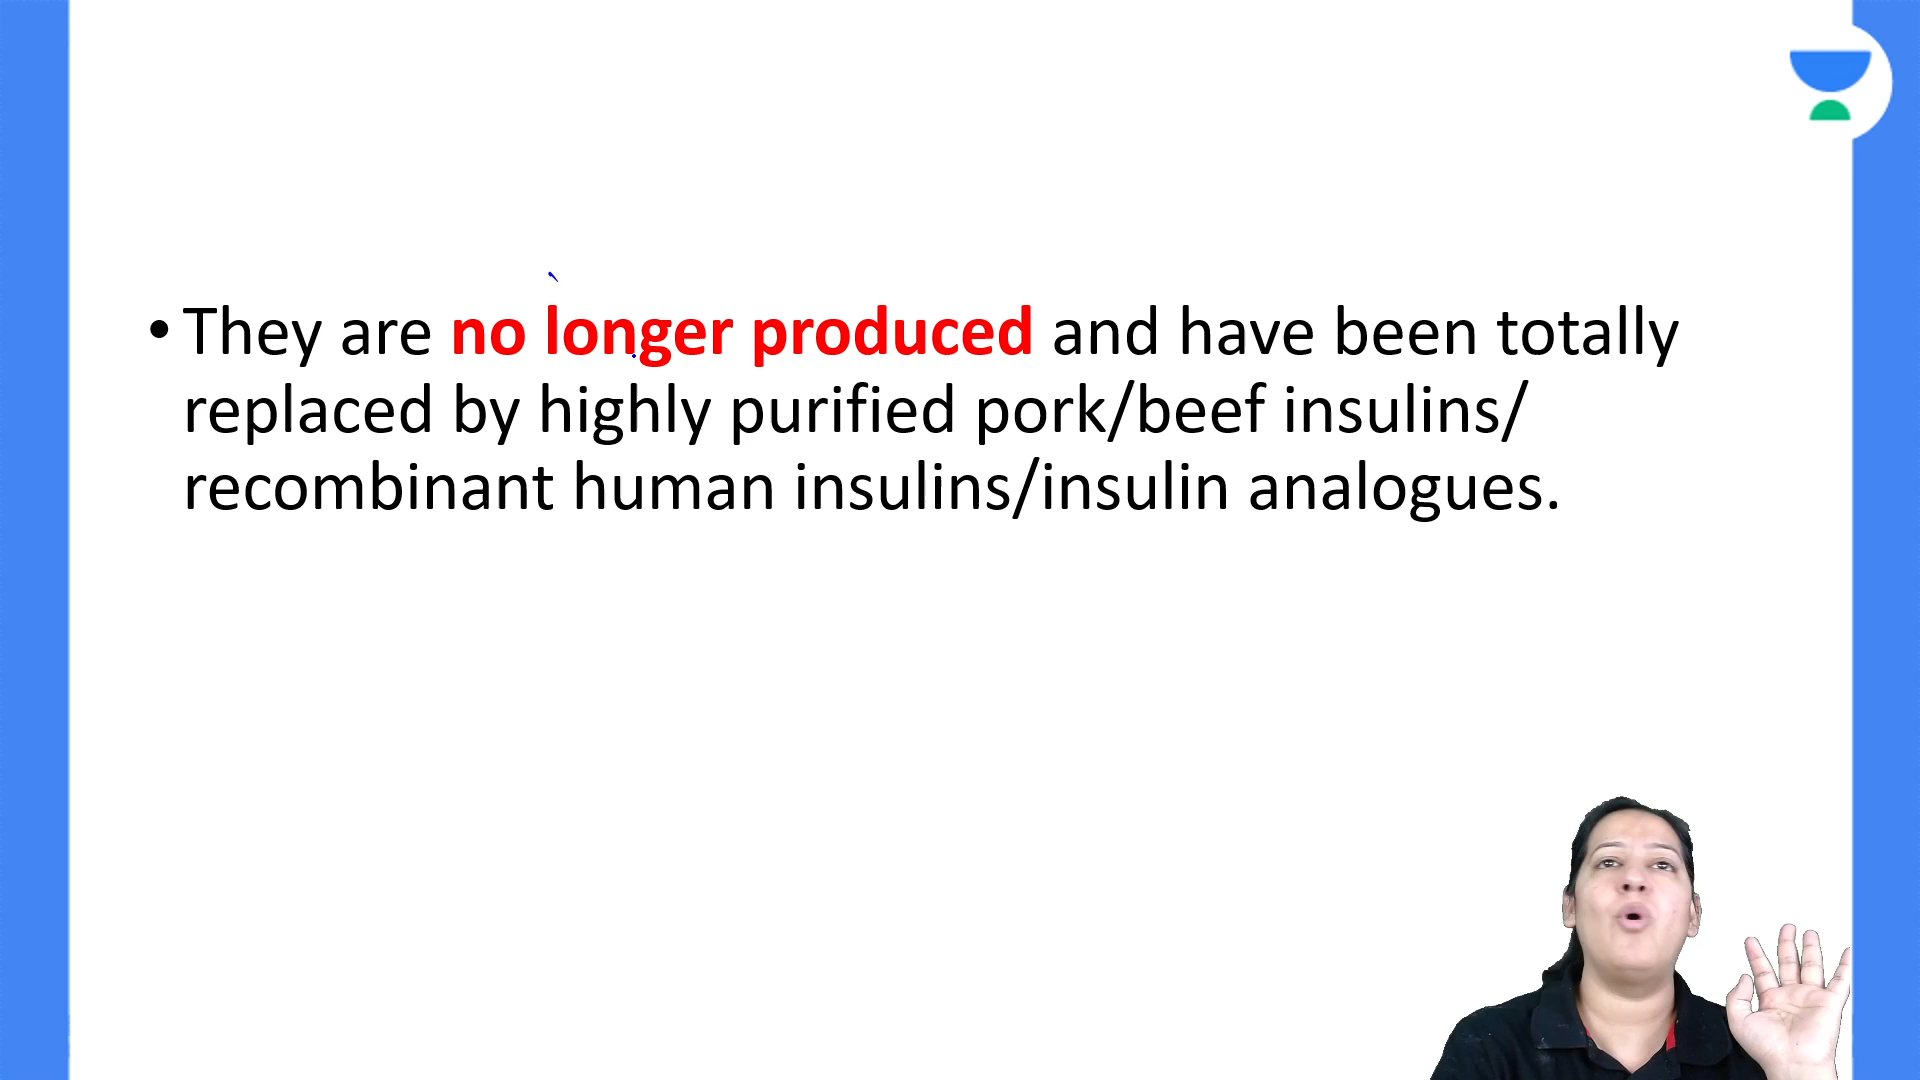 • They are no longer produced and have been totally
replaced by highly purified pork/beef insulins/
recombinant human insulins/insulin analogues.